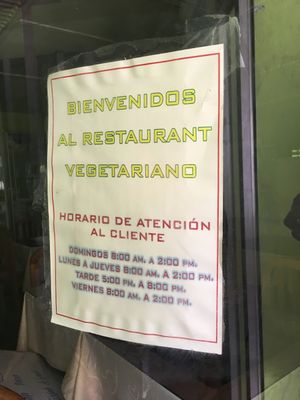 BIENVENIDOS
AL RESTAURANT
VEGETARIANO
HORARIO DE ATENCIÓN
AL CLIENTE
DOMINGOS 8:00 AM. A 2:00 PM.
LUNES A JUEVES 8:00 AM. A 2:00 PM.
TARDE 5:00 PM. A 8:00 PM.
VIERNES 8:00 AM. A 2:00 PM.